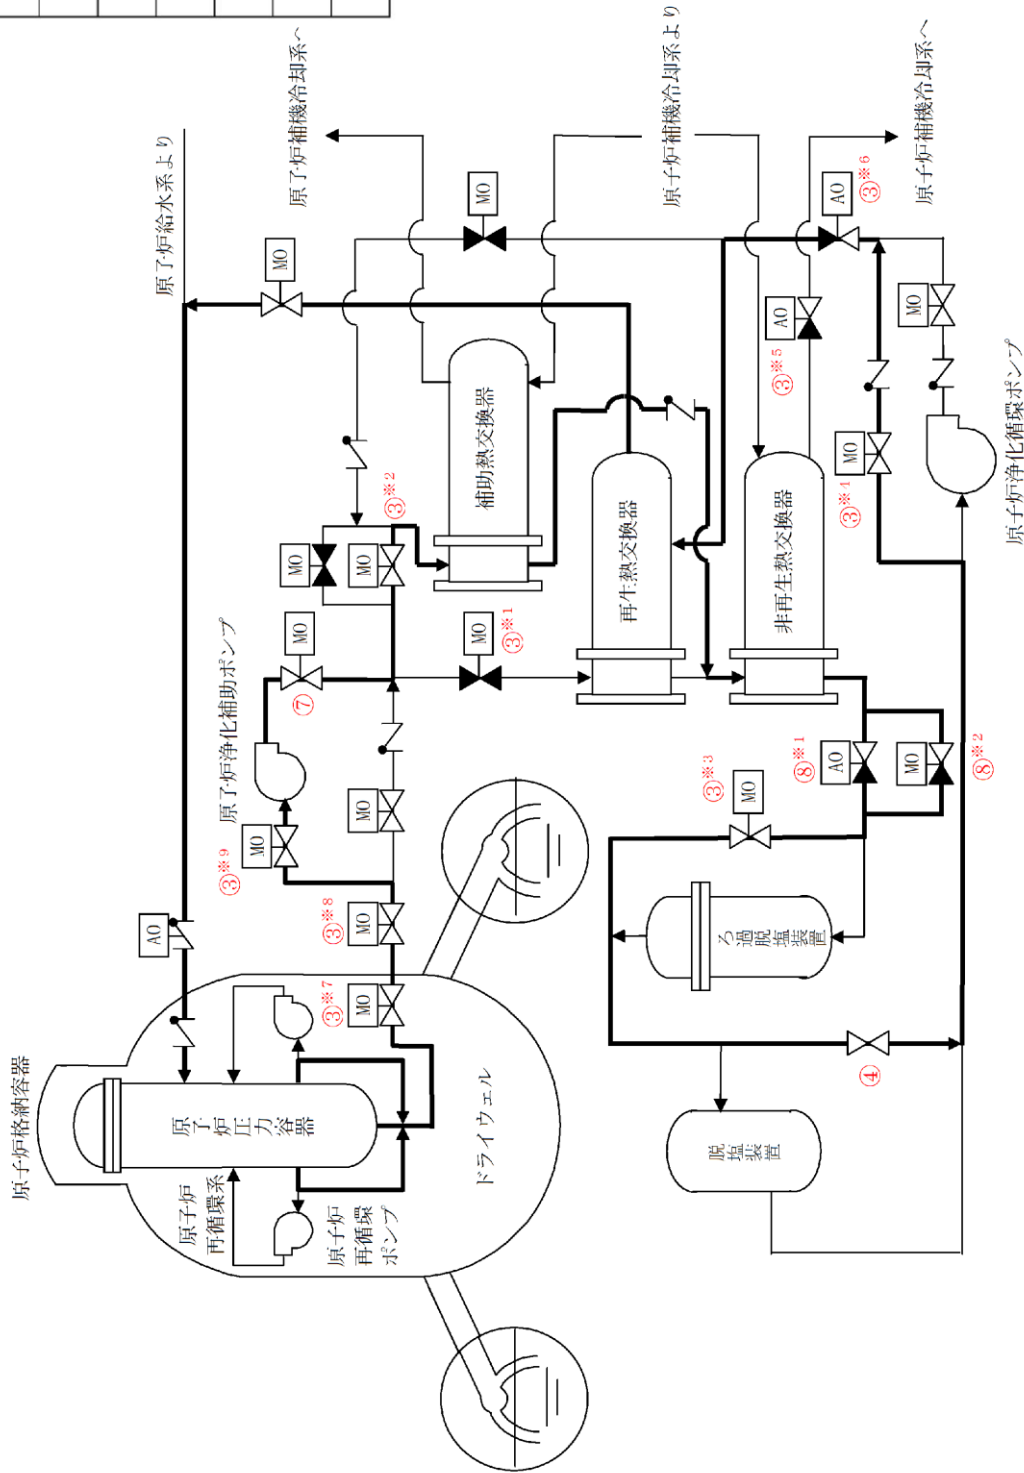 原子炉補機冷却系へ
原子炉補機冷却系より
原子炉補機冷却系へ
原子炉給水系より
MO
MO
AO
③※6
MO
AO
③※5
MO
③※4
原子炉浄化循環ポンプ
補助熱交換器
③※2
MO
MO
再生熱交換器
非再生熱交換器
原子炉浄化補助ポンプ
MO
⑦
MO
③※1
③※9
MO
MO
③※3
MO
⑧※1
AO
MO
⑧※2
AO
③※8
MO
③※7
MO
ろ過脱塩装置
④
脱塩装置
原子炉格納容器
原子炉圧力容器
ドライウェル
原子炉
再循環系
原子炉
再循環
ポンプ